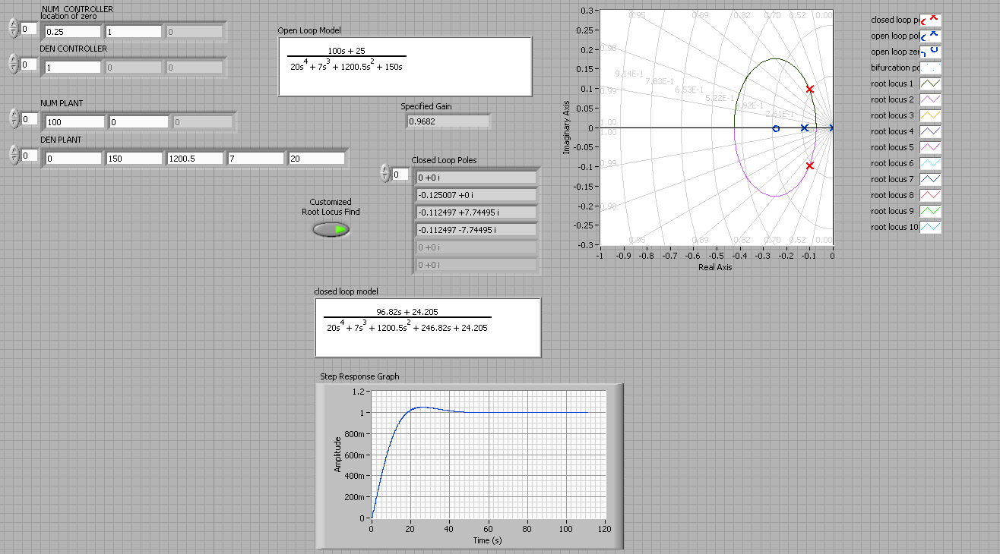 NUM CONTROLLER
location of zero
0
0.25 1 0
DEN CONTROLLER
0
1 0 0
NUM PLANT
0
100 0 0
DEN PLANT
0
0 150 1200.5 7 20
Open Loop Model
100s + 25
20s^4 + 7s^3 + 1200.5s^2 + 150s
Specified Gain
0.9682
Closed Loop Poles
0
0 +0 i
-0.125007 +0 i
-0.112497 +7.74495 i
-0.112497 -7.74495 i
0 +0 i
0 +0 i
Customized
Root Locus Find
closed loop model
96.82s + 24.205
20s^4 + 7s^3 + 1200.5s^2 + 246.82s + 24.205
Step Response Graph
Amplitude
1.2
1
800m
600m
400m
200m
0
0 20 40 60 80 100 120
Time (s)
Imaginary Axis
0.3
0.25
0.2
0.15
0.1
0.05
0
-0.05
-0.1
-0.15
-0.2
-0.25
-0.3
0.95 0.89 0.82 0.70 0.52 0.00
0.98
9.14E-1
7.83E-1
0.99
6.53E-1
5.22E-1
2.61E-1
1.00
1.00
0.99
0.98
0.95 0.89 0.82 0.70 0.52 0.00
-1 -0.9 -0.8 -0.7 -0.6 -0.5 -0.4 -0.3 -0.2 -0.1 0
Real Axis
closed loop po
open loop pol
open loop zer
bifurcation po
root locus 1
root locus 2
root locus 3
root locus 4
root locus 5
root locus 6
root locus 7
root locus 8
root locus 9
root locus 10